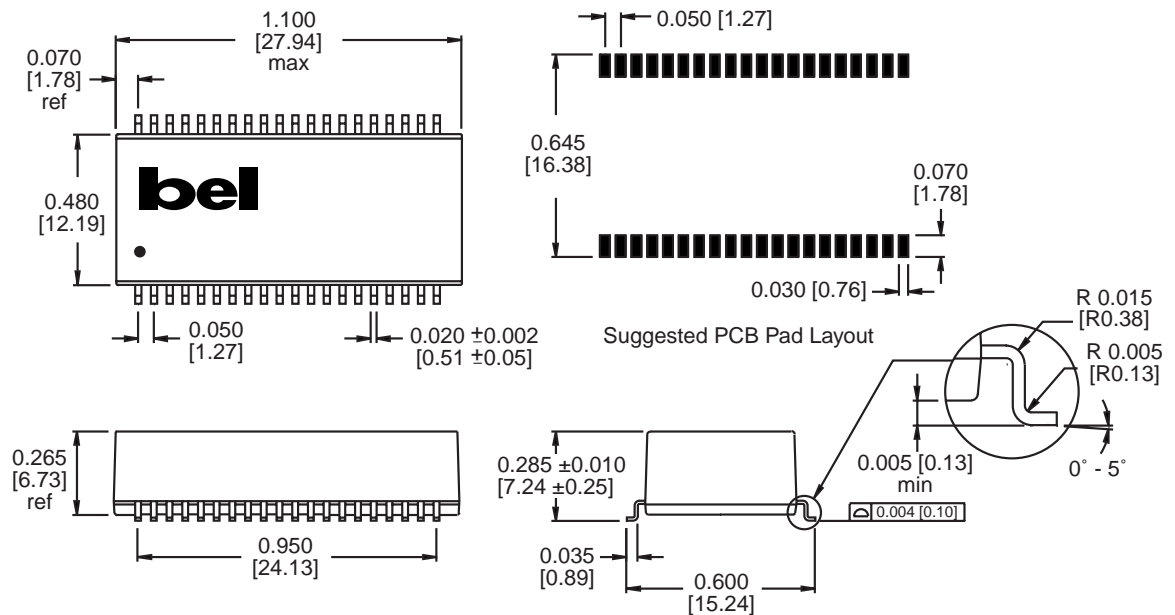 1.100
[27.94]
max
0.070
[1.78]
ref
0.050 [1.27]
0.645
[16.38]
0.480
[12.19]
bel
0.070
[1.78]
0.050
[1.27]
0.020 ±0.002
[0.51 ±0.05]
0.030 [0.76]
Suggested PCB Pad Layout
R 0.015
[R0.38]
R 0.005
[R0.13]
0.265
[6.73]
ref
0.285 ±0.010
[7.24 ±0.25]
0.005 [0.13]
min
0° - 5°
0.004 [0.10]
0.950
[24.13]
0.035
[0.89]
0.600
[15.24]